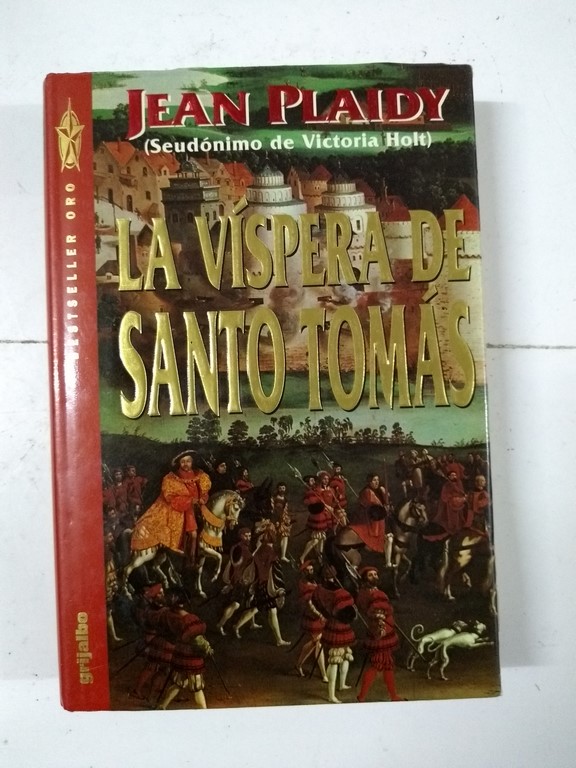 JEAN PLAIDY
(Seudónimo de Victoria Holt)
LA VÍSPERA DE
SANTO TOMÁS
BESTSELLER ORO
grijalbo